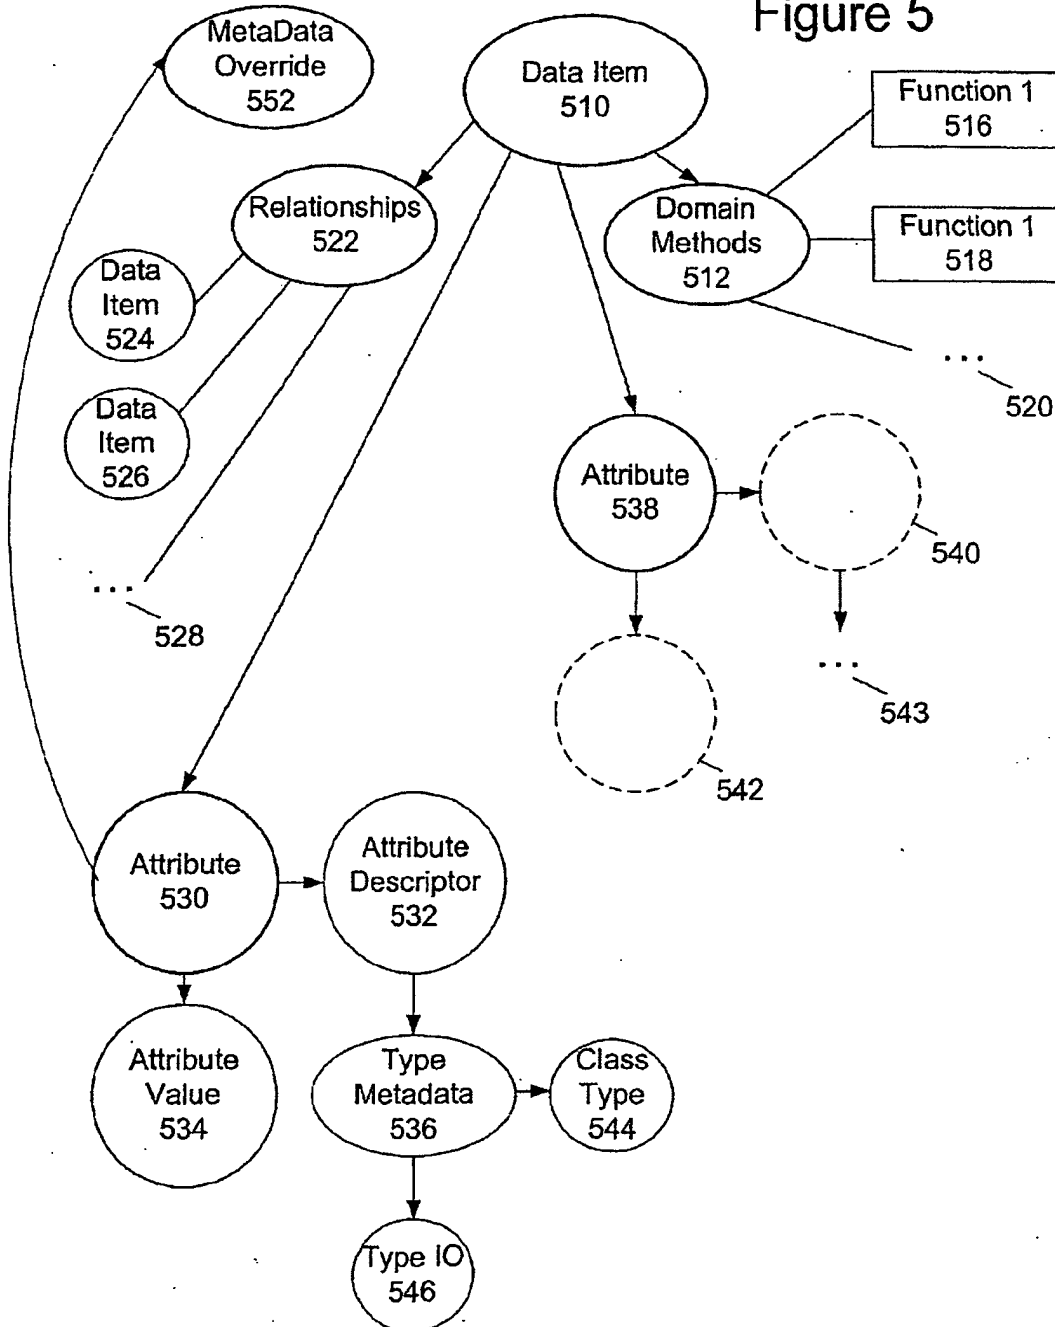 Figure 5
MetaData
Override
552
Data Item
510
Function 1
516
Relationships
522
Domain
Methods
512
Function 1
518
Data
Item
524
...
520
Data
Item
526
Attribute
538
540
...
528
...
543
542
Attribute
530
Attribute
Descriptor
532
Attribute
Value
534
Type
Metadata
536
Class
Type
544
Type IO
546